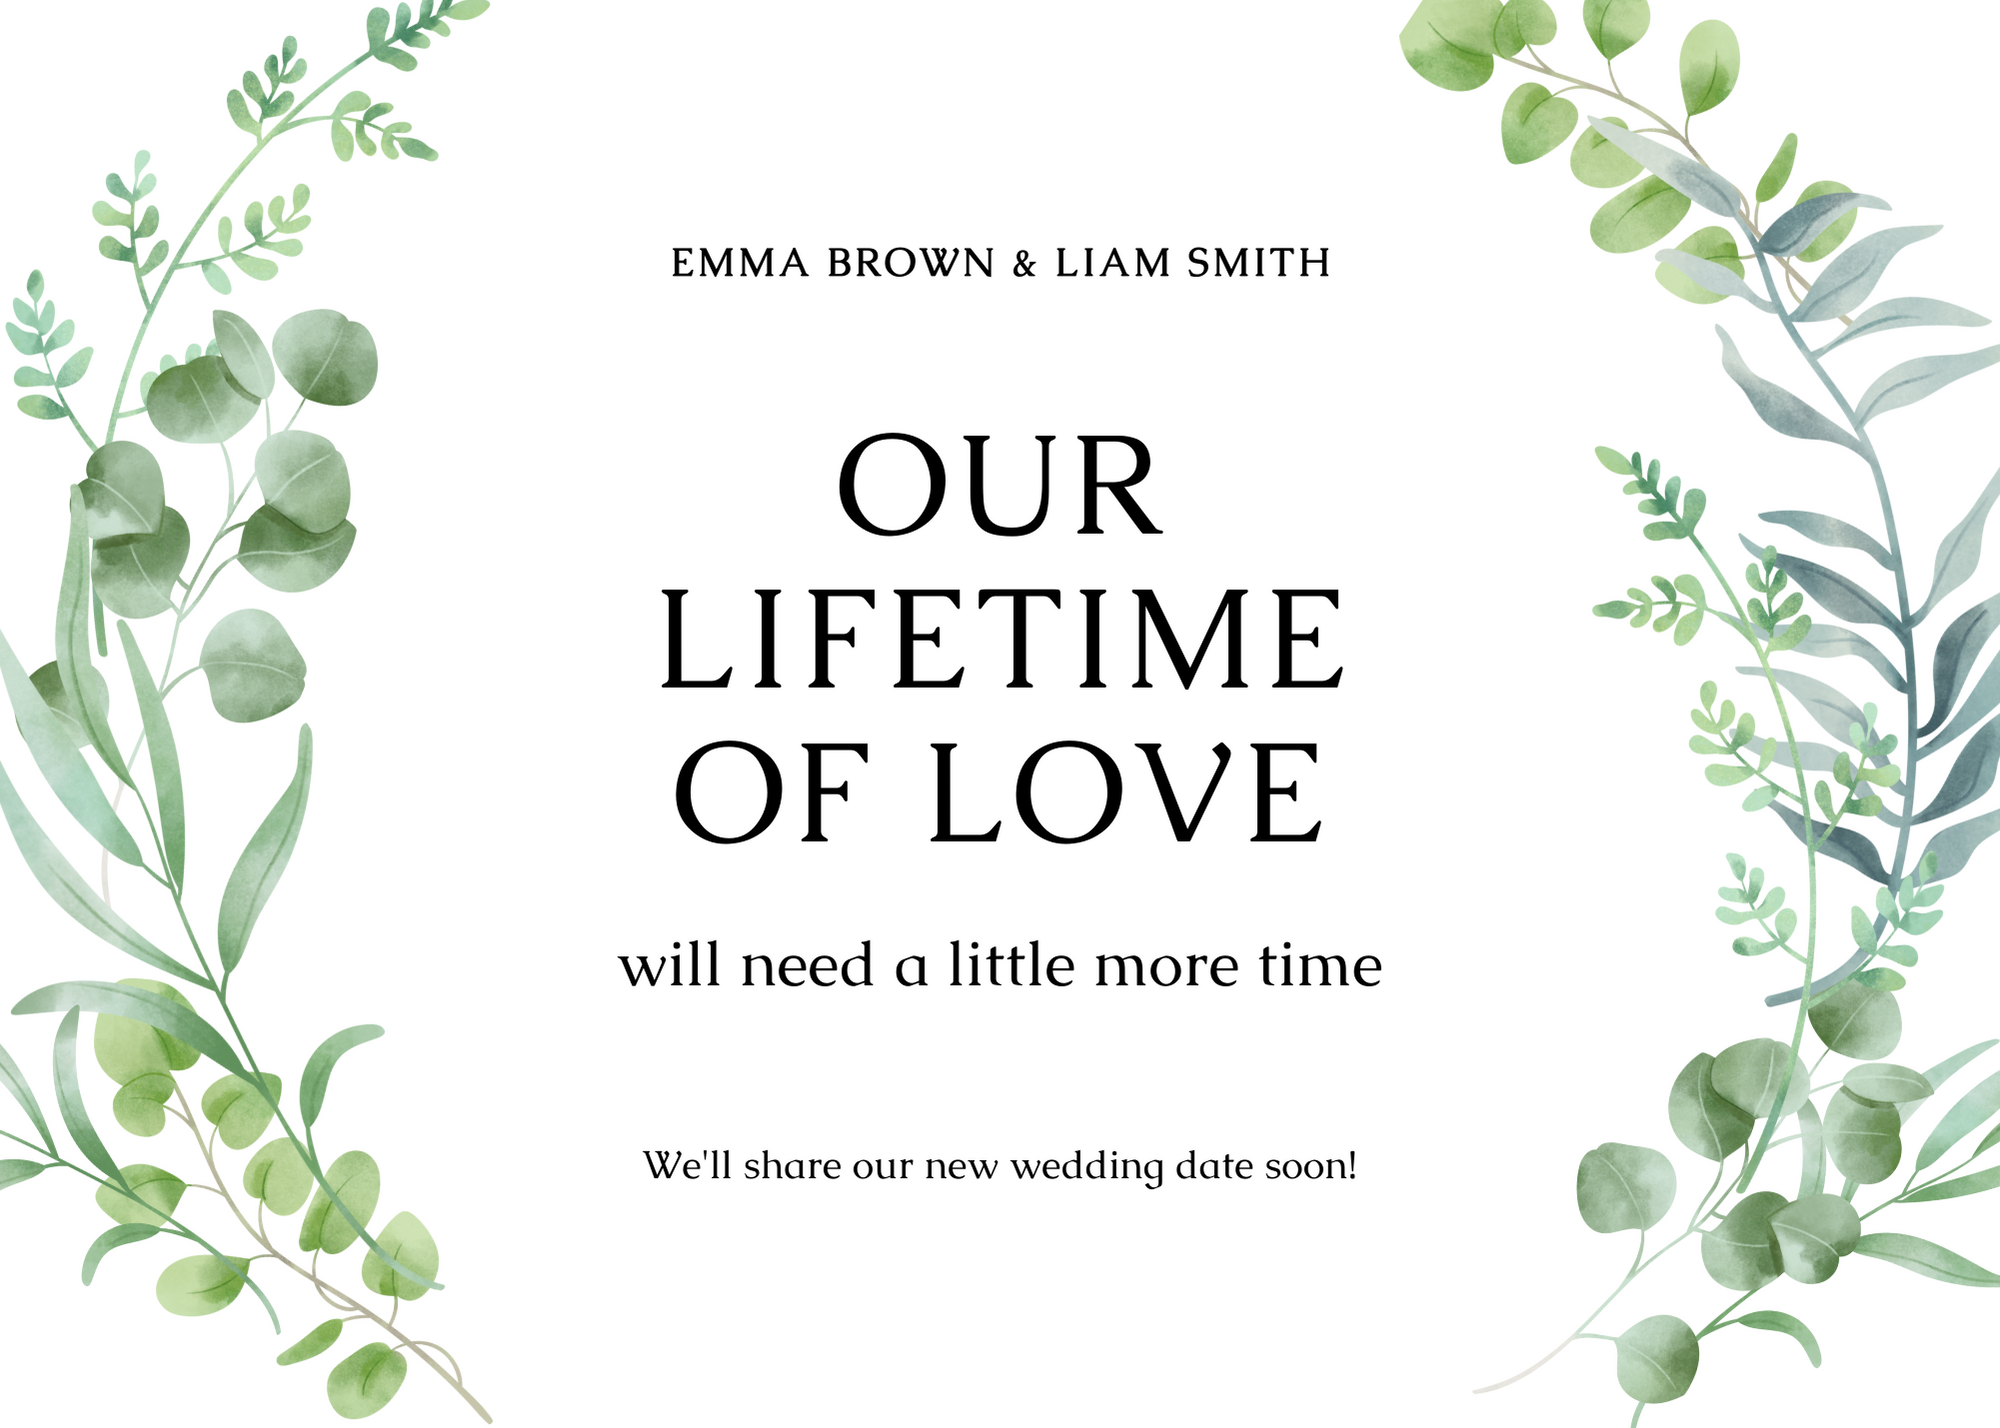 EMMA BROWN & LIAM SMITH
OUR
LIFETIME
OF LOVE
will need a little more time
We'll share our new wedding date soon!